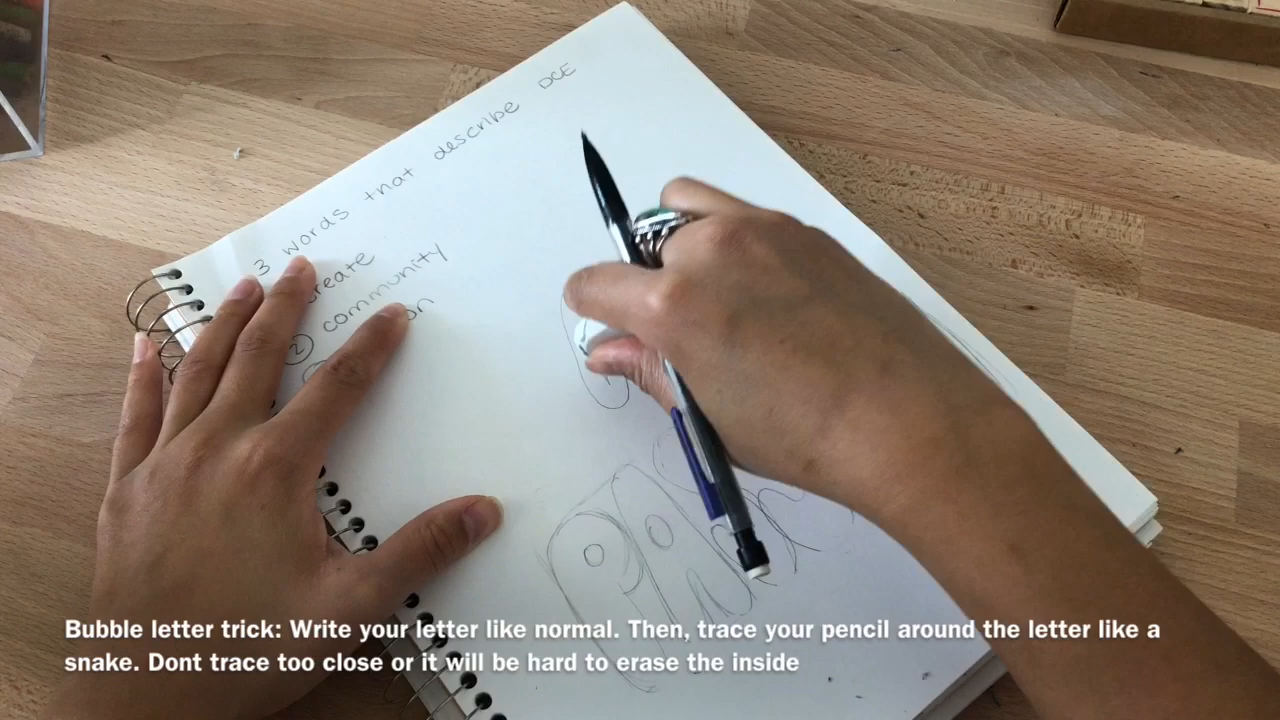 3 words that describe DCE
create
② community
on
Bubble letter trick: Write your letter like normal. Then, trace your pencil around the letter like a
snake. Dont trace too close or it will be hard to erase the inside